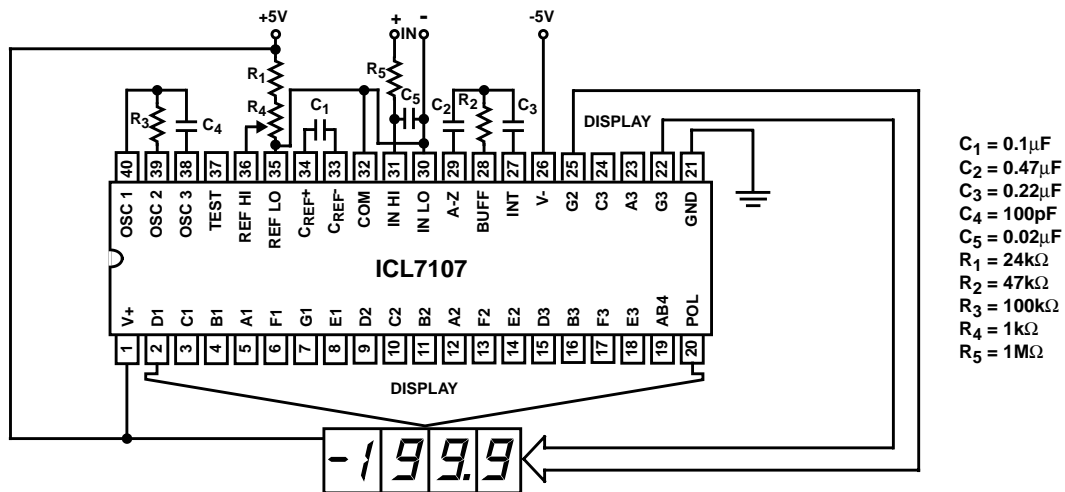 +5V
+
-
IN
-5V
R1
R5
C5
R4
C1
C2
R2
C3
R3
C4
DISPLAY
40 39 38 37 36 35 34 33 32 31 30 29 28 27 26 25 24 23 22 21
OSC 1
OSC 2
OSC 3
TEST
REF HI
REF LO
CREF+
CREF-
COM
IN HI
IN LO
A-Z
BUFF
INT
V-
G2
C3
A3
G3
GND
ICL7107
V+
D1
C1
B1
A1
F1
G1
E1
D2
C2
B2
A2
F2
E2
D3
B3
F3
E3
AB4
POL
1 2 3 4 5 6 7 8 9 10 11 12 13 14 15 16 17 18 19 20
DISPLAY
-199.9
C1 = 0.1μF
C2 = 0.47μF
C3 = 0.22μF
C4 = 100pF
C5 = 0.02μF
R1 = 24kΩ
R2 = 47kΩ
R3 = 100kΩ
R4 = 1kΩ
R5 = 1MΩ